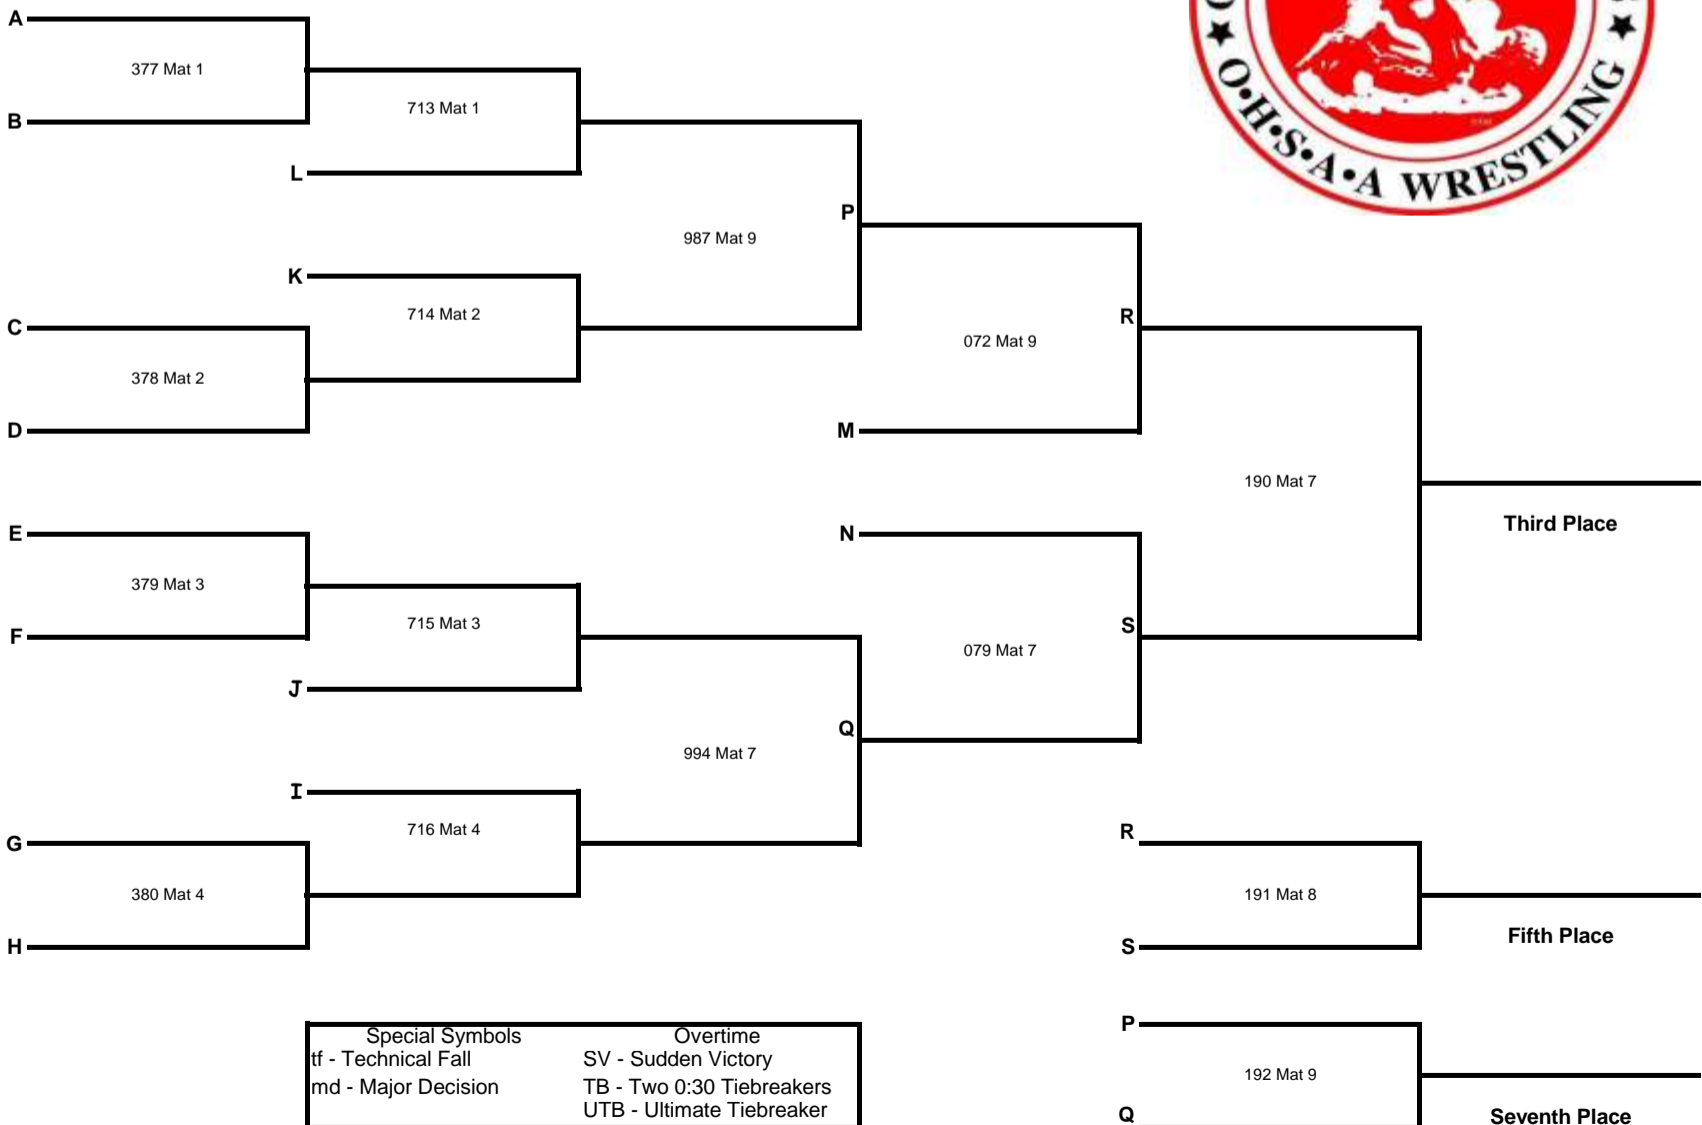 A
377 Mat 1
B
713 Mat 1
L
987 Mat 9
P
K
714 Mat 2
C
378 Mat 2
D
072 Mat 9
R
M
190 Mat 7
Third Place
E
379 Mat 3
F
715 Mat 3
J
N
079 Mat 7
S
994 Mat 7
Q
I
716 Mat 4
G
380 Mat 4
H
R
191 Mat 8
S
Fifth Place
P
192 Mat 9
Q
Seventh Place
Special Symbols
tf - Technical Fall
md - Major Decision
Overtime
SV - Sudden Victory
TB - Two 0:30 Tiebreakers
UTB - Ultimate Tiebreaker
O•H•S•A•A WRESTLING